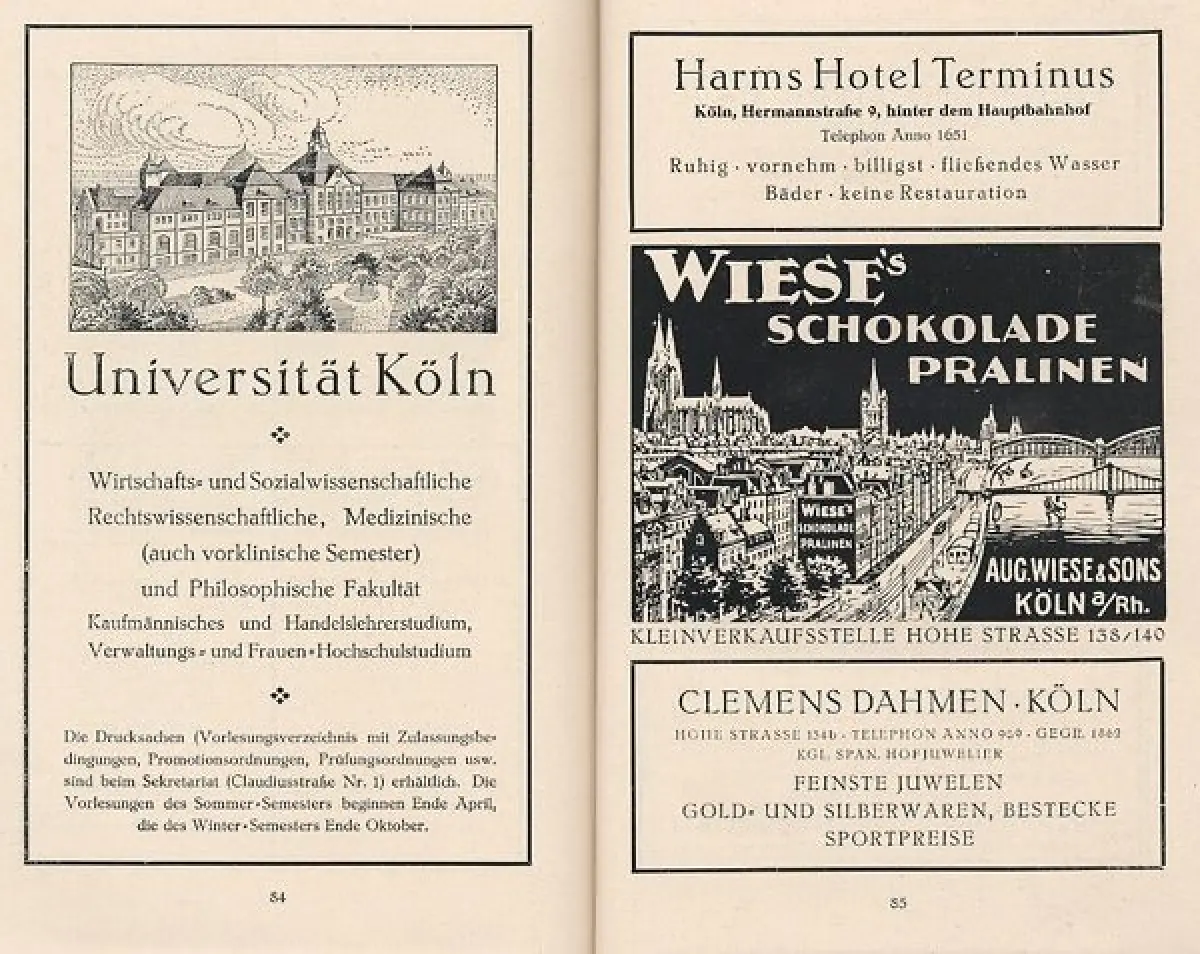 Universität Köln
Wirtschafts- und Sozialwissenschaftliche
Rechtswissenschaftliche, Medizinische
(auch vorklinische Semester)
und Philosophische Fakultät
Kaufmännisches und Handelslehrerstudium,
Verwaltungs- und Frauen-Hochschulstudium
Die Drucksachen (Vorlesungsverzeichnis mit Zulassungsbe-
dingungen, Promotionsordnungen, Prüfungsordnungen usw.
sind beim Sekretariat (Claudiusstraße Nr. 1) erhältlich. Die
Vorlesungen des Sommer-Semesters beginnen Ende April,
die des Winter-Semesters Ende Oktober.
84
Harms Hotel Terminus
Köln, Hermannstraße 9, hinter dem Hauptbahnhof
Telephon Anno 1651
Ruhig · vornehm · billigst · fließendes Wasser
Bäder · keine Restauration
WIESE's
SCHOKOLADE
PRALINEN
WIESE's
SCHOKOLADE
PRALINEN
AUG. WIESE & SONS
KÖLN a/Rh.
KLEINVERKAUFSSTELLE HOHE STRASSE 138/140
CLEMENS DAHMEN · KÖLN
HOHE STRASSE 134b · TELEPHON ANNO 989 · GEGR. 1862
KGL. SPAN. HOFJUWELIER
FEINSTE JUWELEN
GOLD- UND SILBERWAREN, BESTECKE
SPORTPREISE
85